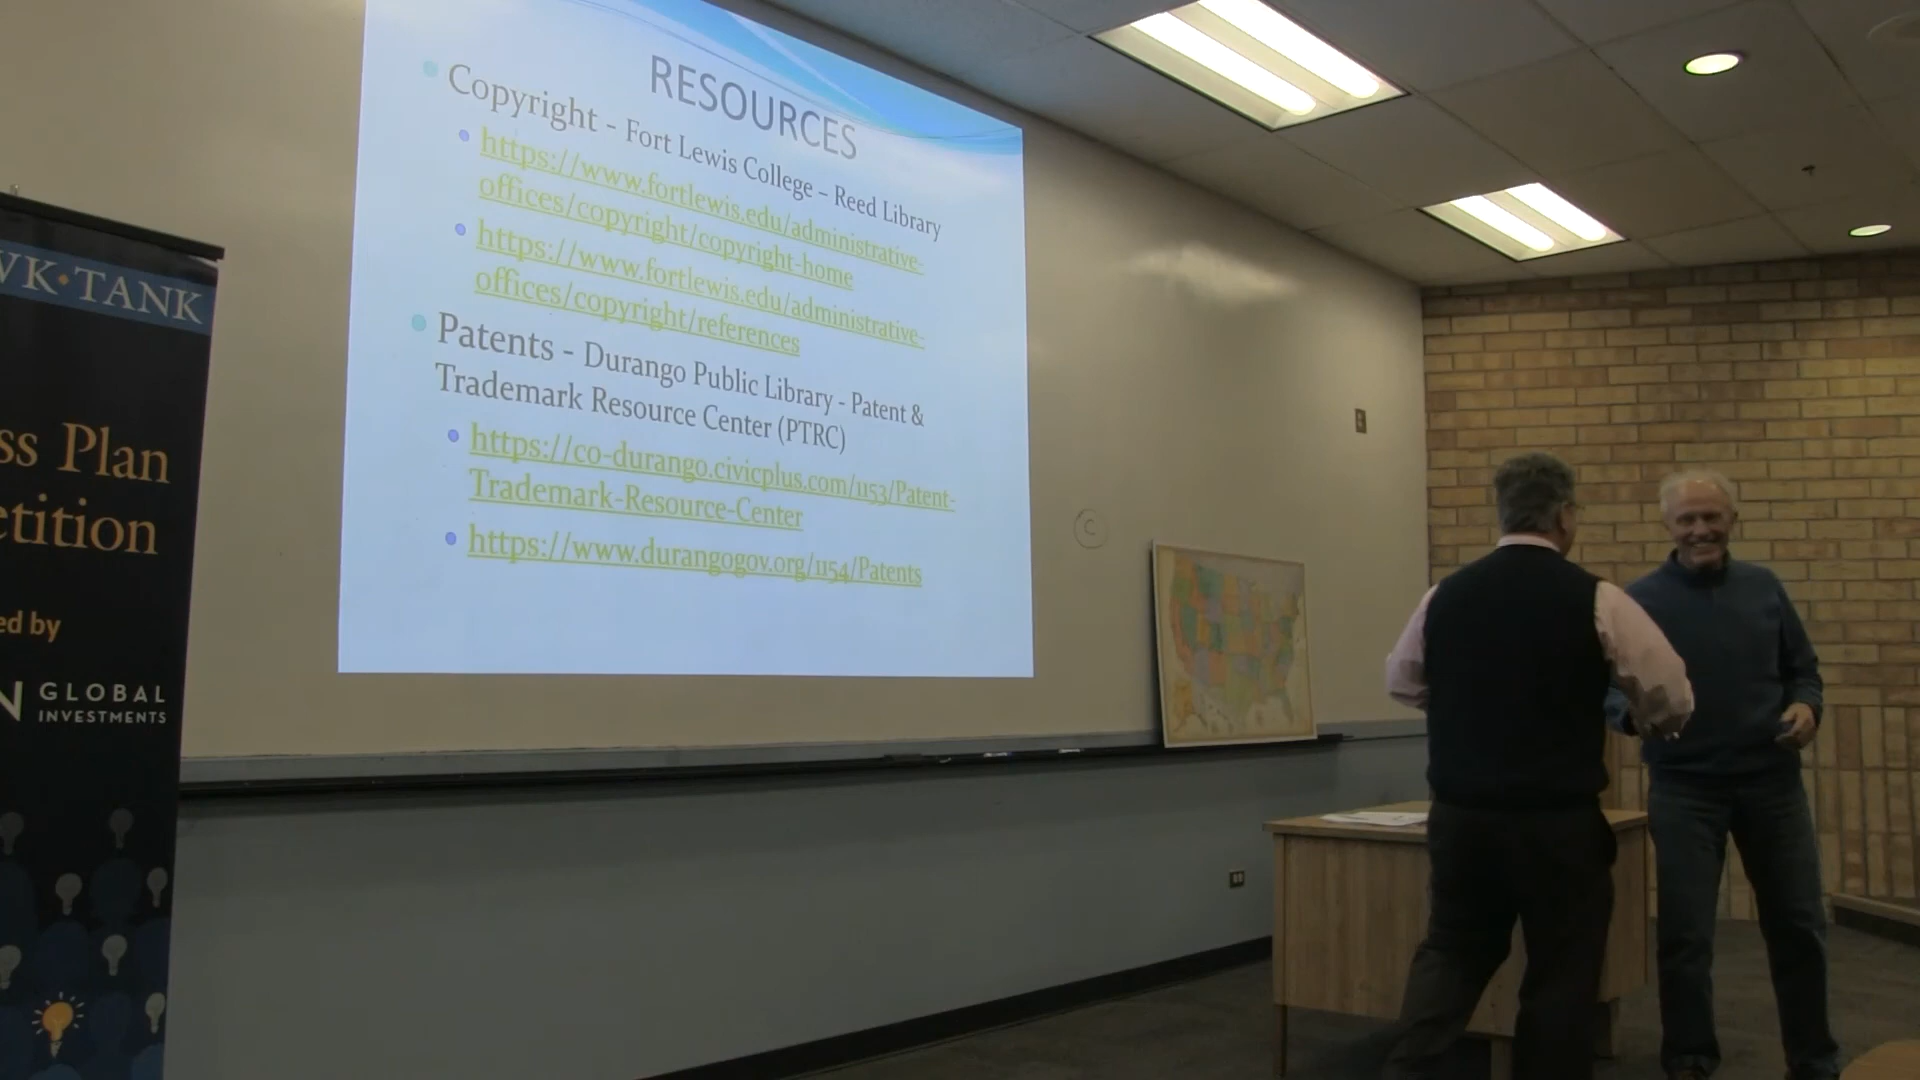 RESOURCES
Copyright - Fort Lewis College – Reed Library
https://www.fortlewis.edu/administrative-
offices/copyright/copyright-home
https://www.fortlewis.edu/administrative-
offices/copyright/references
Patents - Durango Public Library - Patent &
Trademark Resource Center (PTRC)
https://co-durango.civicplus.com/1153/Patent-
Trademark-Resource-Center
https://www.durangogov.org/1154/Patents
WK·TANK
ss Plan
etition
ed by
N GLOBAL
INVESTMENTS
C